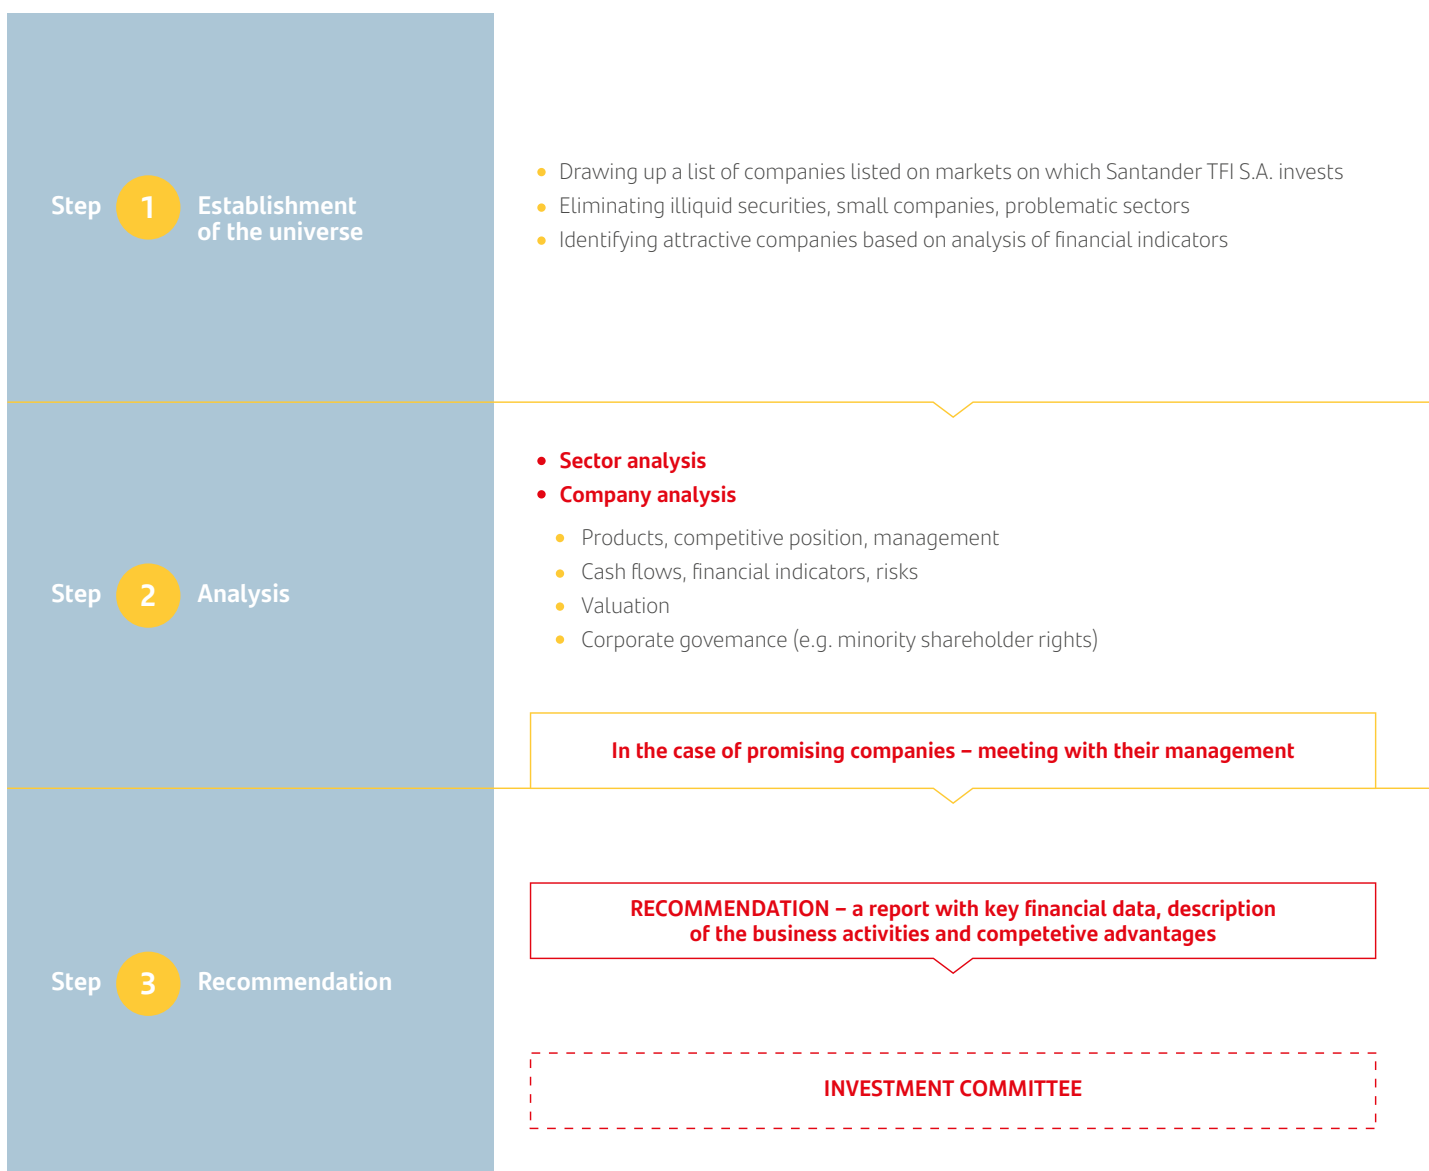 Step 1 Establishment
of the universe
• Drawing up a list of companies listed on markets on which Santander TFI S.A. invests
• Eliminating illiquid securities, small companies, problematic sectors
• Identifying attractive companies based on analysis of financial indicators
Step 2 Analysis
• Sector analysis
• Company analysis
• Products, competitive position, management
• Cash flows, financial indicators, risks
• Valuation
• Corporate govemance (e.g. minority shareholder rights)
In the case of promising companies – meeting with their management
Step 3 Recommendation
RECOMMENDATION – a report with key financial data, description
of the business activities and competetive advantages
INVESTMENT COMMITTEE